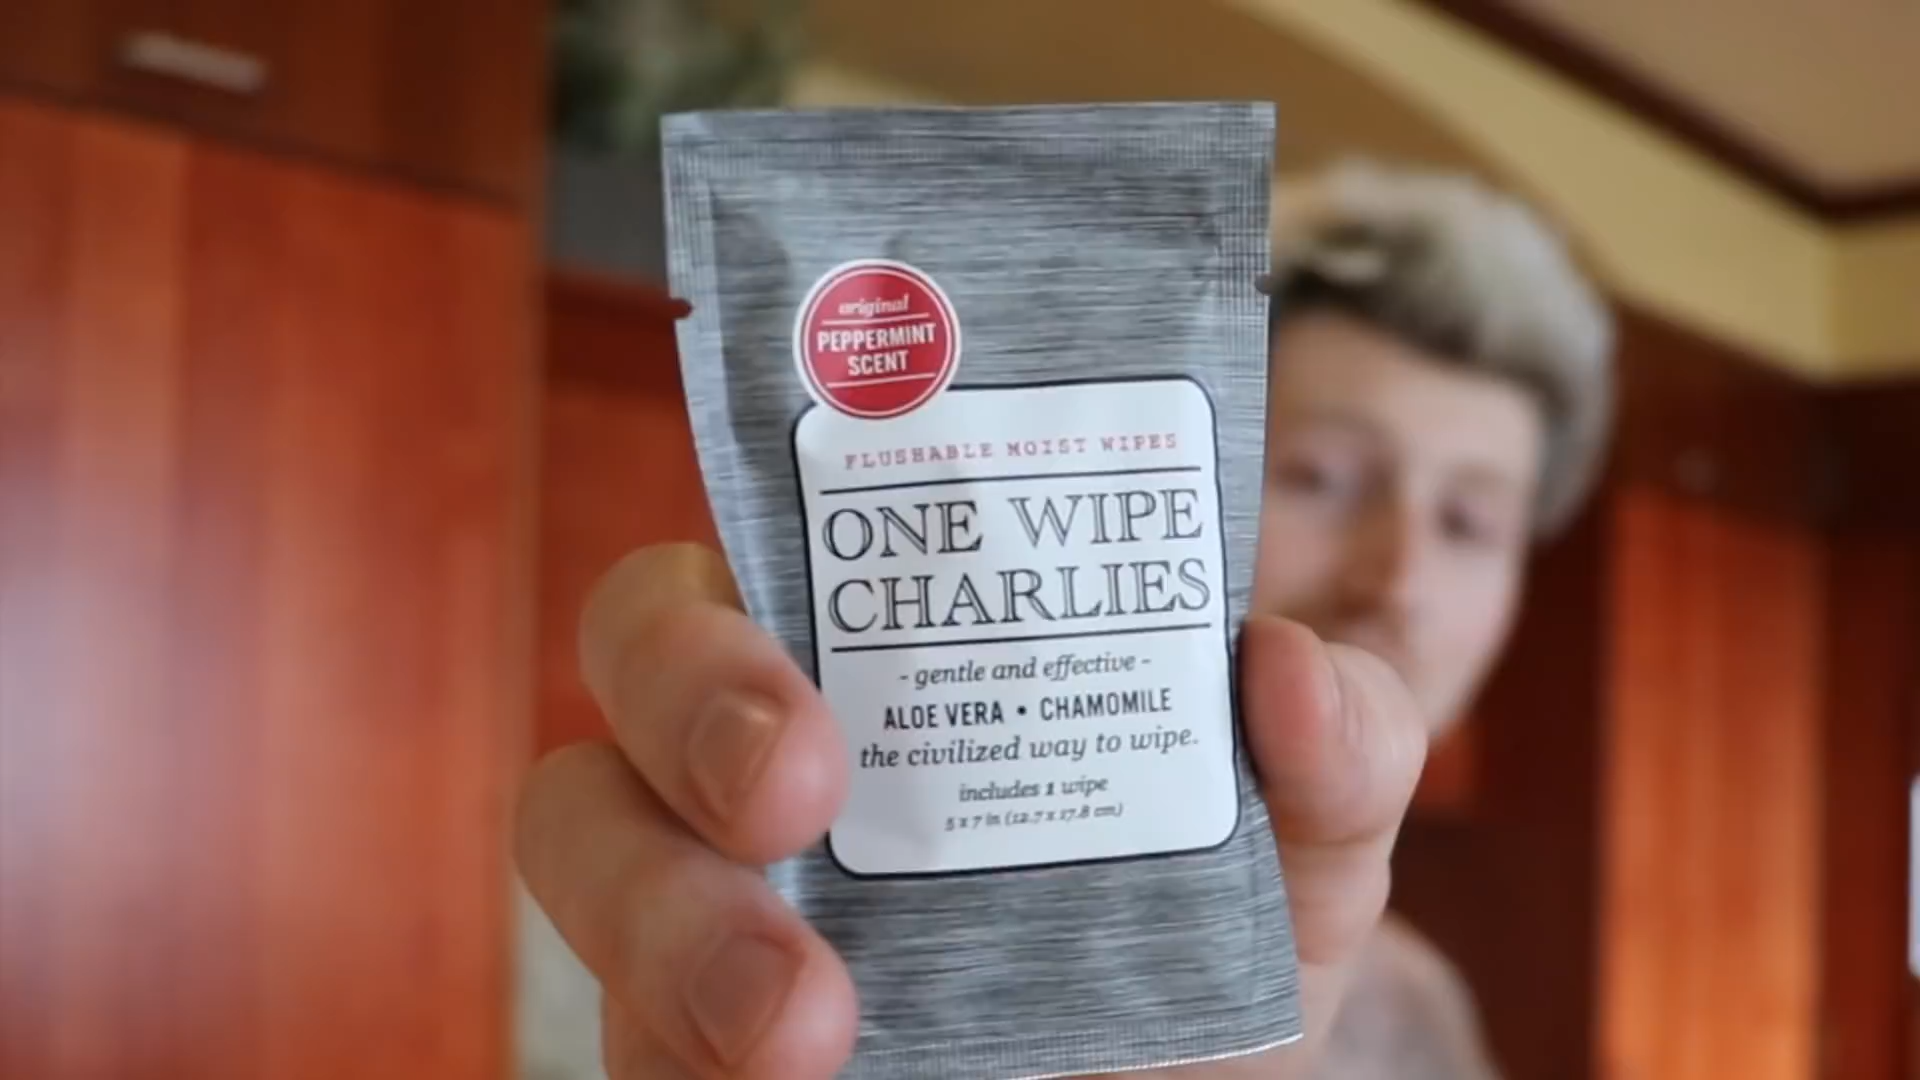 original
PEPPERMINT
SCENT
FLUSHABLE MOIST WIPES
ONE WIPE
CHARLIES
- gentle and effective -
ALOE VERA • CHAMOMILE
the civilized way to wipe.
includes 1 wipe
5 x 7 in (12.7 x 17.8 cm)